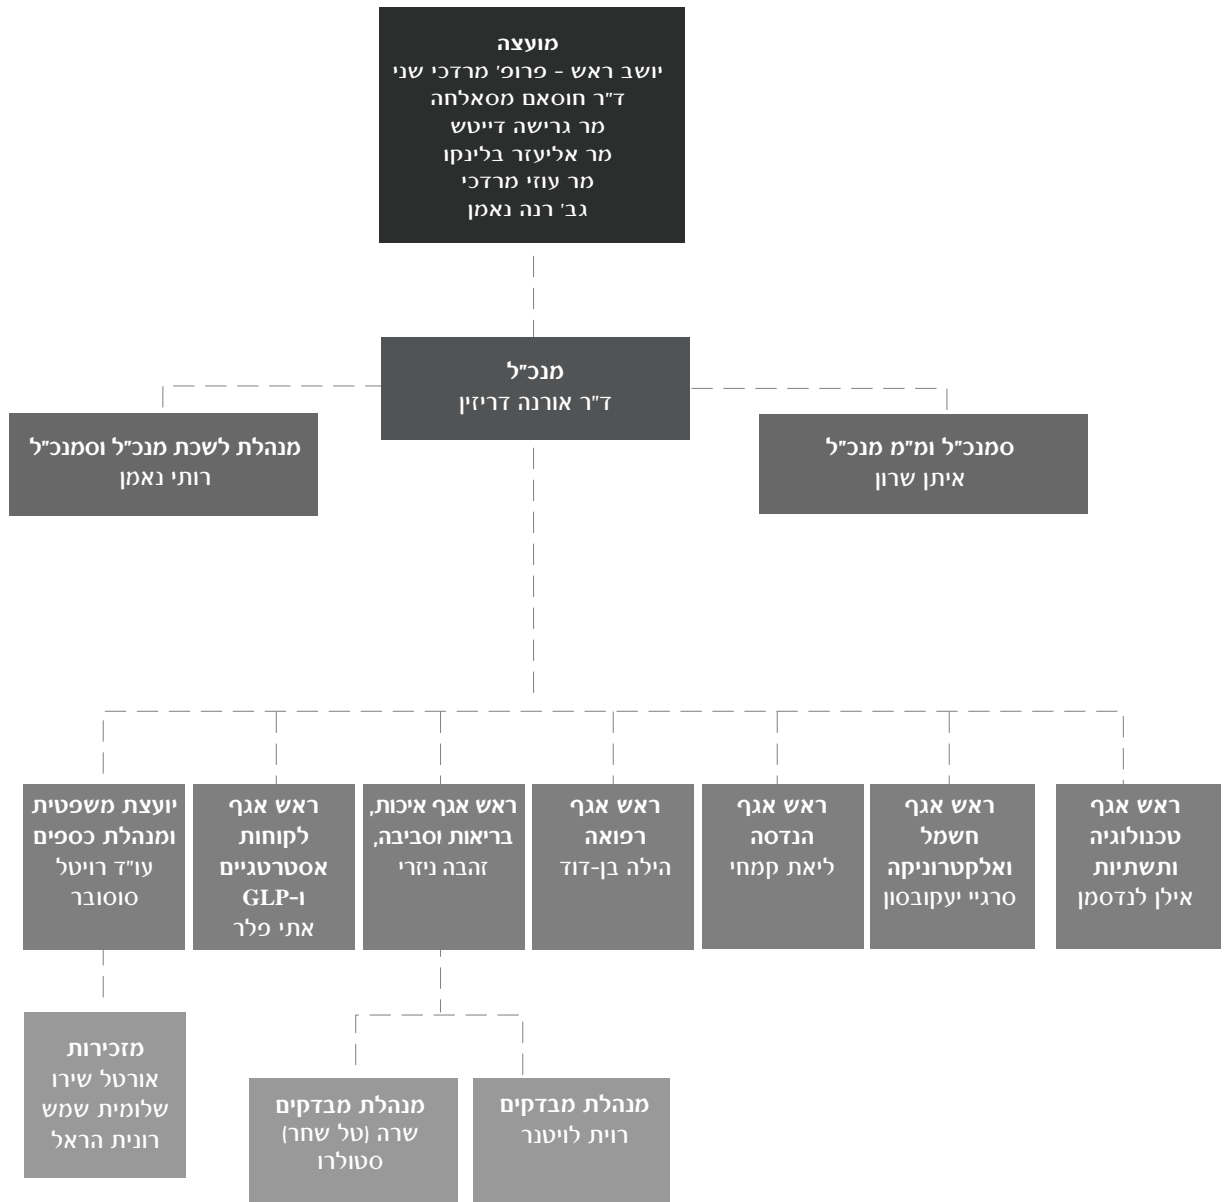 מועצה
יושב ראש - פרופ' מרדכי שני
ד"ר חוסאם מסאלחה
מר גרישה דייטש
מר אליעזר בלינקו
מר עוזי מרדכי
גב' רנה נאמן
מנכ"ל
ד"ר אורנה דריזין
סמנכ"ל ומ"מ מנכ"ל
איתן שרון
מנהלת לשכת מנכ"ל וסמנכ"ל
רותי נאמן
ראש אגף
טכנולוגיה
ותשתיות
אילן לנדסמן
ראש אגף
חשמל
ואלקטרוניקה
סרגיי יעקובסון
ראש אגף
הנדסה
ליאת קמחי
ראש אגף
רפואה
הילה בן-דוד
ראש אגף איכות,
בריאות וסביבה,
זהבה ניזרי
ראש אגף
לקוחות
אסטרטגיים
ו-GLP
אתי פלר
יועצת משפטית
ומנהלת כספים
עו"ד רויטל
סוסובר
מנהלת מבדקים
רוית לויטנר
מנהלת מבדקים
שרה (טל שחר)
סטולרו
מזכירות
אורטל שירו
שלומית שמש
רונית הראל